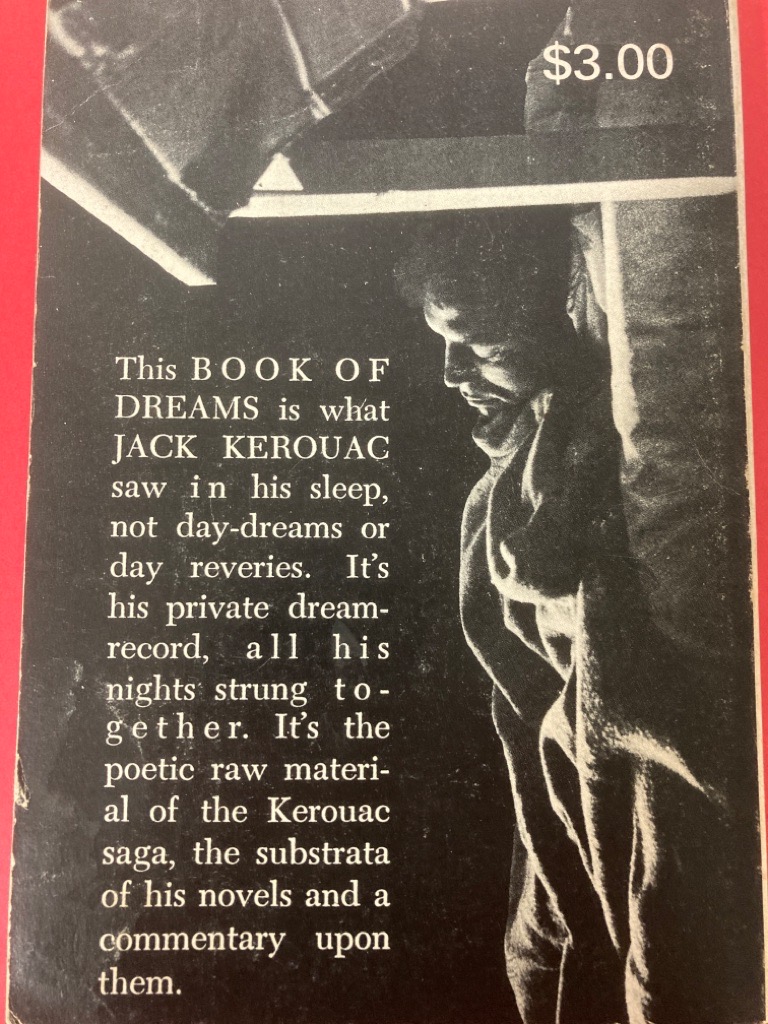 $3.00
This BOOK OF
DREAMS is what
JACK KEROUAC
saw in his sleep,
not day-dreams or
day reveries. It's
his private dream-
record, all his
nights strung to-
gether. It's the
poetic raw materi-
al of the Kerouac
saga, the substrata
of his novels and a
commentary upon
them.